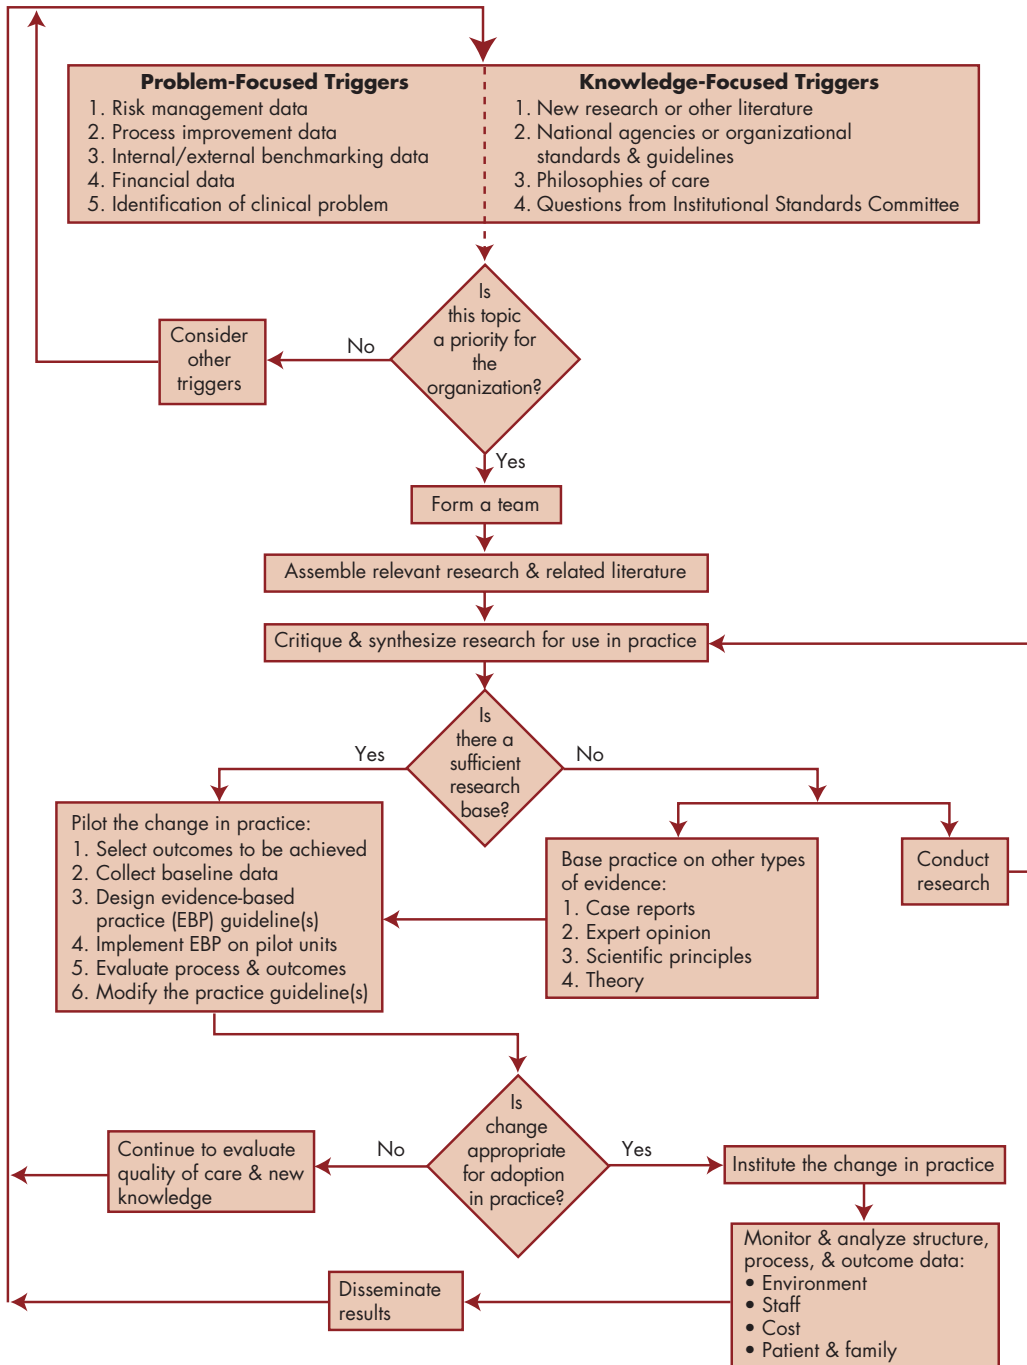 Problem-Focused Triggers
1. Risk management data
2. Process improvement data
3. Internal/external benchmarking data
4. Financial data
5. Identification of clinical problem
Knowledge-Focused Triggers
1. New research or other literature
2. National agencies or organizational
standards & guidelines
3. Philosophies of care
4. Questions from Institutional Standards Committee
Is
this topic
a priority for
the
organization?
No
Consider
other
triggers
Yes
Form a team
Assemble relevant research & related literature
Critique & synthesize research for use in practice
Is
there a
sufficient
research
base?
Yes
No
Pilot the change in practice:
1. Select outcomes to be achieved
2. Collect baseline data
3. Design evidence-based
practice (EBP) guideline(s)
4. Implement EBP on pilot units
5. Evaluate process & outcomes
6. Modify the practice guideline(s)
Base practice on other types
of evidence:
1. Case reports
2. Expert opinion
3. Scientific principles
4. Theory
Conduct
research
Is
change
appropriate
for adoption
in practice?
No
Continue to evaluate
quality of care & new
knowledge
Yes
Institute the change in practice
Monitor & analyze structure,
process, & outcome data:
• Environment
• Staff
• Cost
• Patient & family
Disseminate
results